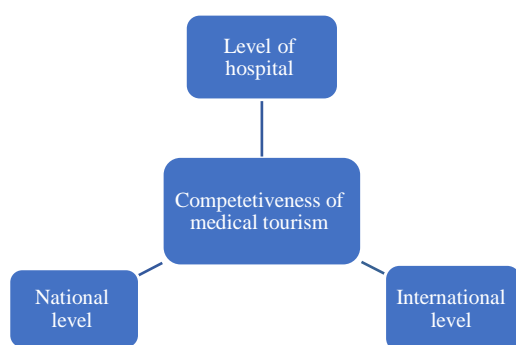 Level of
hospital
Competetiveness of
medical tourism
National
level
International
level